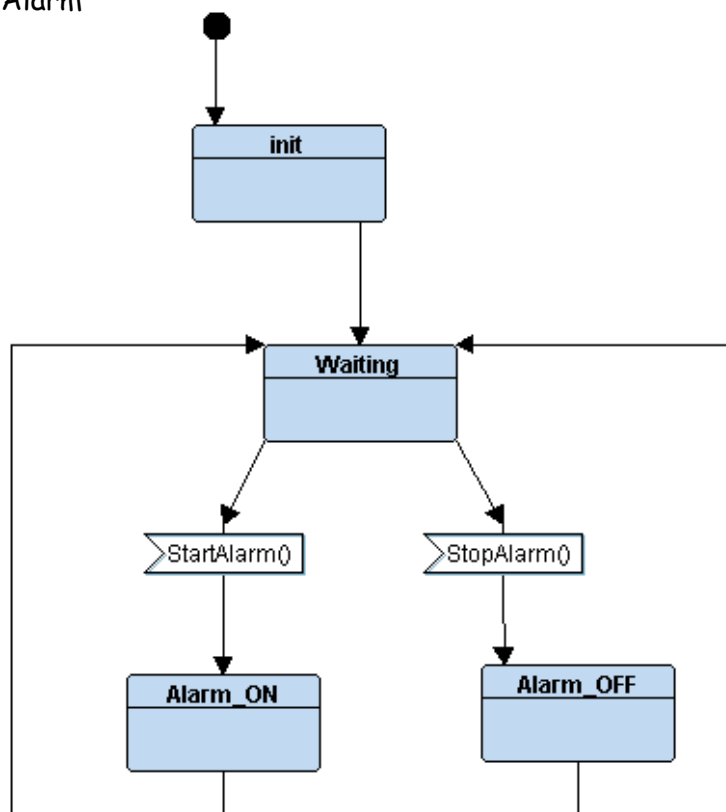 Alarm
init
Waiting
StartAlarm()
StopAlarm()
Alarm_ON
Alarm_OFF